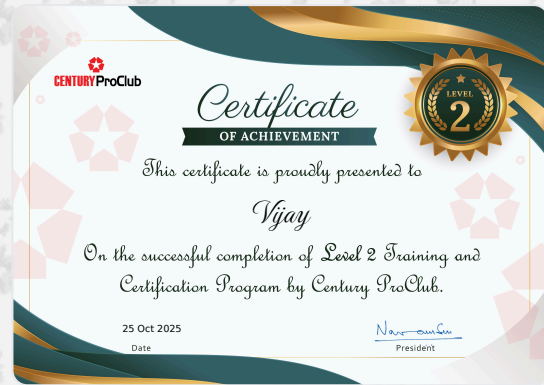 CENTURY ProClub
Certificate
OF ACHIEVEMENT
LEVEL
2
This certificate is proudly presented to
Vijay
On the successful completion of Level 2 Training and
Certification Program by Century ProClub.
25 Oct 2025
Date
President